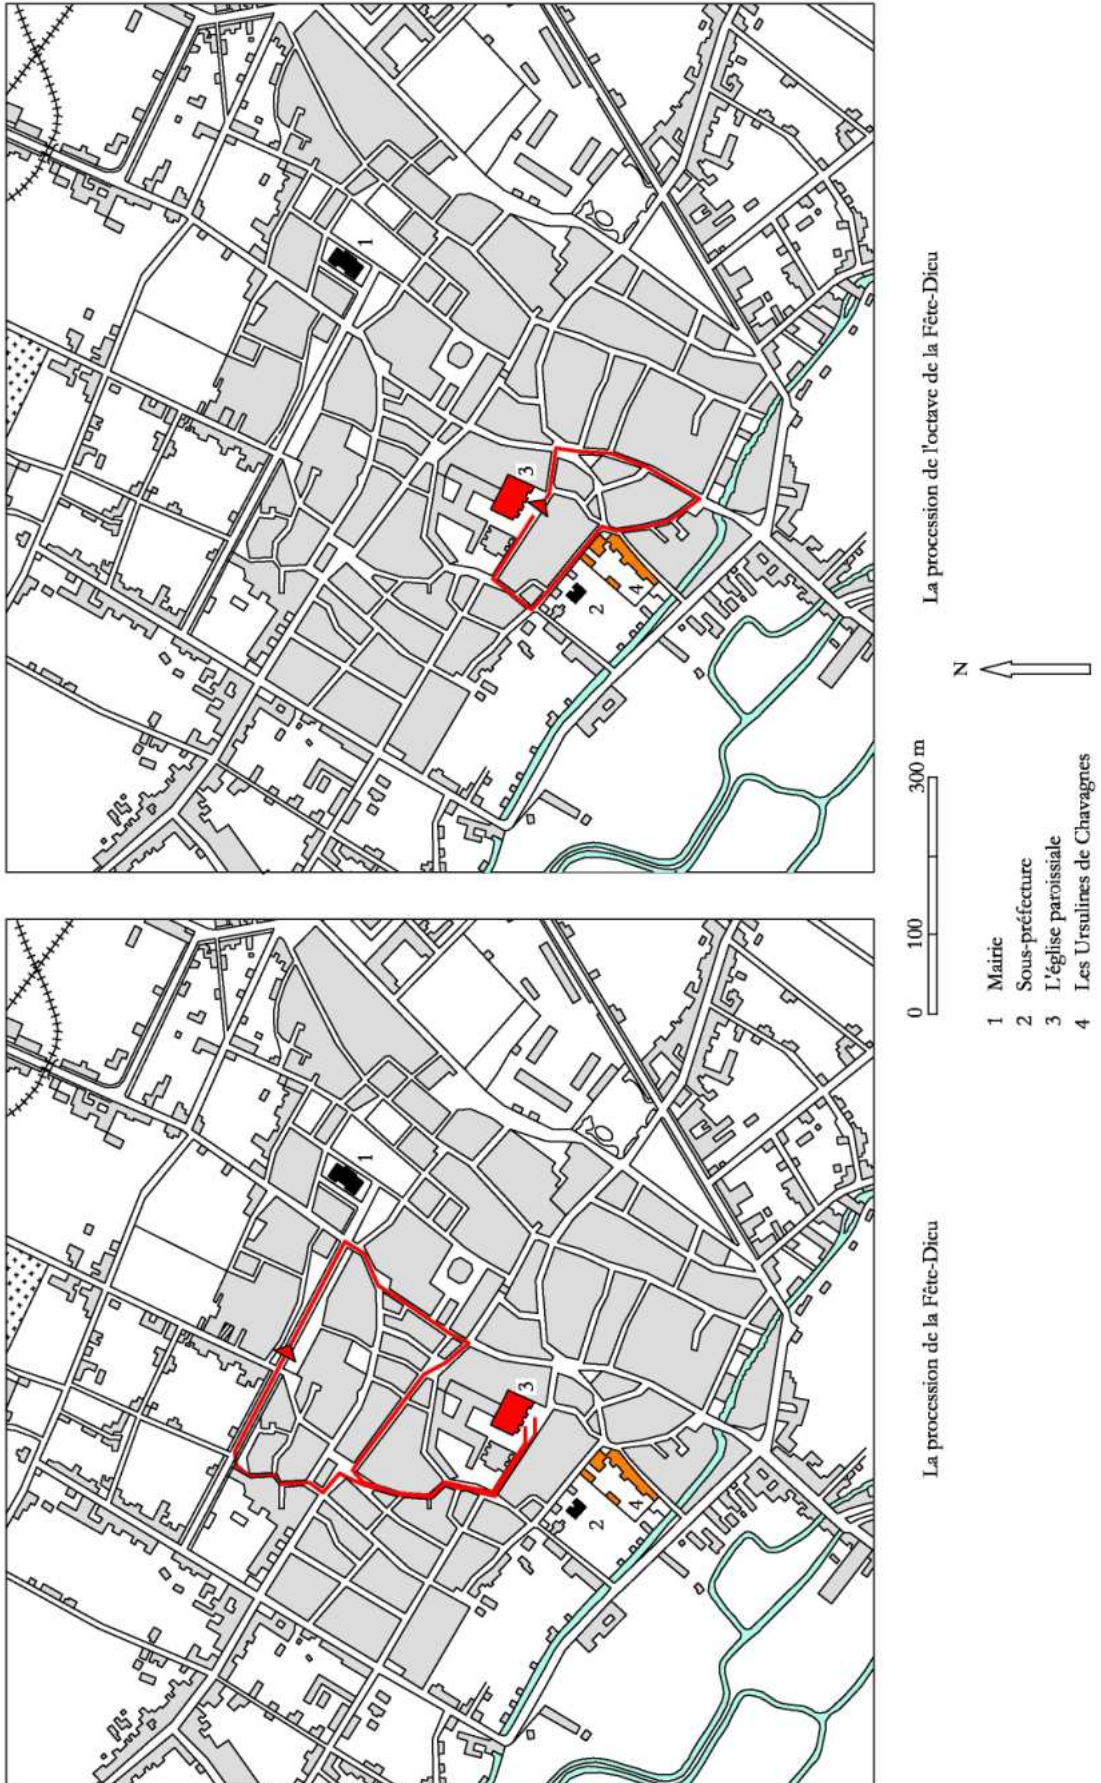 1
3
2
4
1
3
2
4
La procession de la Fête-Dieu
La procession de l'octave de la Fête-Dieu
0 100 300 m
N
1 Mairie
2 Sous-préfecture
3 L'église paroissiale
4 Les Ursulines de Chavagnes